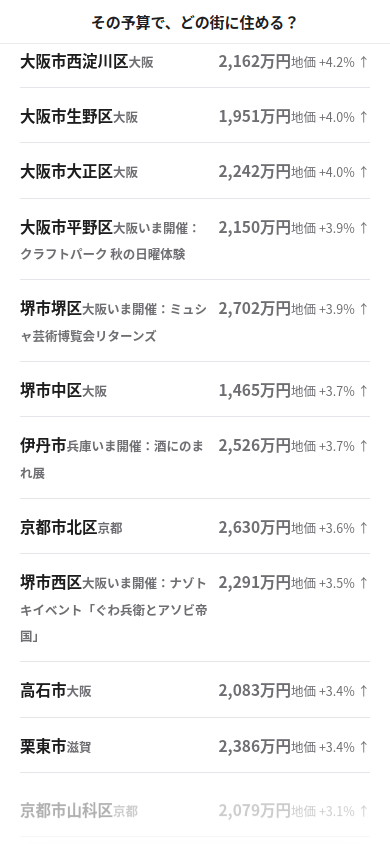 その予算で、どの街に住める？
大阪市西淀川区大阪 2,162万円地価 +4.2% ↑
大阪市生野区大阪 1,951万円地価 +4.0% ↑
大阪市大正区大阪 2,242万円地価 +4.0% ↑
大阪市平野区大阪いま開催： 2,150万円地価 +3.9% ↑
クラフトパーク 秋の日曜体験
堺市堺区大阪いま開催：ミュシ 2,702万円地価 +3.9% ↑
ャ芸術博覧会リターンズ
堺市中区大阪 1,465万円地価 +3.7% ↑
伊丹市兵庫いま開催：酒にのま 2,526万円地価 +3.7% ↑
れ展
京都市北区京都 2,630万円地価 +3.6% ↑
堺市西区大阪いま開催：ナゾト 2,291万円地価 +3.5% ↑
キイベント「ぐわ兵衛とアソビ帝
国」
高石市大阪 2,083万円地価 +3.4% ↑
栗東市滋賀 2,386万円地価 +3.4% ↑
京都市山科区京都 2,079万円地価 +3.1% ↑